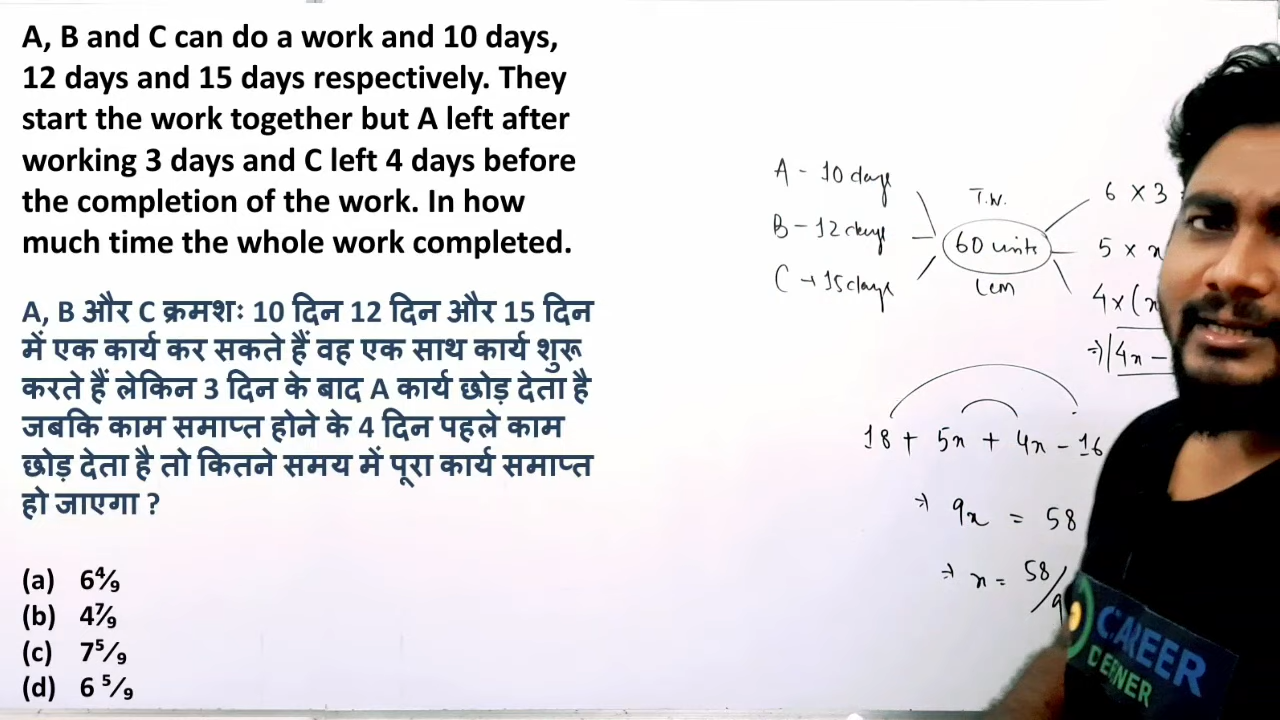 A, B and C can do a work and 10 days,
12 days and 15 days respectively. They
start the work together but A left after
working 3 days and C left 4 days before
the completion of the work. In how
much time the whole work completed.
A, B और C क्रमशः 10 दिन 12 दिन और 15 दिन
में एक कार्य कर सकते हैं वह एक साथ कार्य शुरू
करते हैं लेकिन 3 दिन के बाद A कार्य छोड़ देता है
जबकि काम समाप्त होने के 4 दिन पहले काम
छोड़ देता है तो कितने समय में पूरा कार्य समाप्त
हो जाएगा ?
(a) 6⁴⁄₉
(b) 4⁷⁄₉
(c) 7⁵⁄₉
(d) 6 ⁵⁄₉
A - 10 days
B - 12 days
C → 15 days
T.W.
60 units
Lcm
6 × 3
5 × x
4 × (x
⇒) 4x -
18 + 5x + 4x - 16
⇒ 9x = 58
⇒ x = 58/9
CAREER
DEFINER